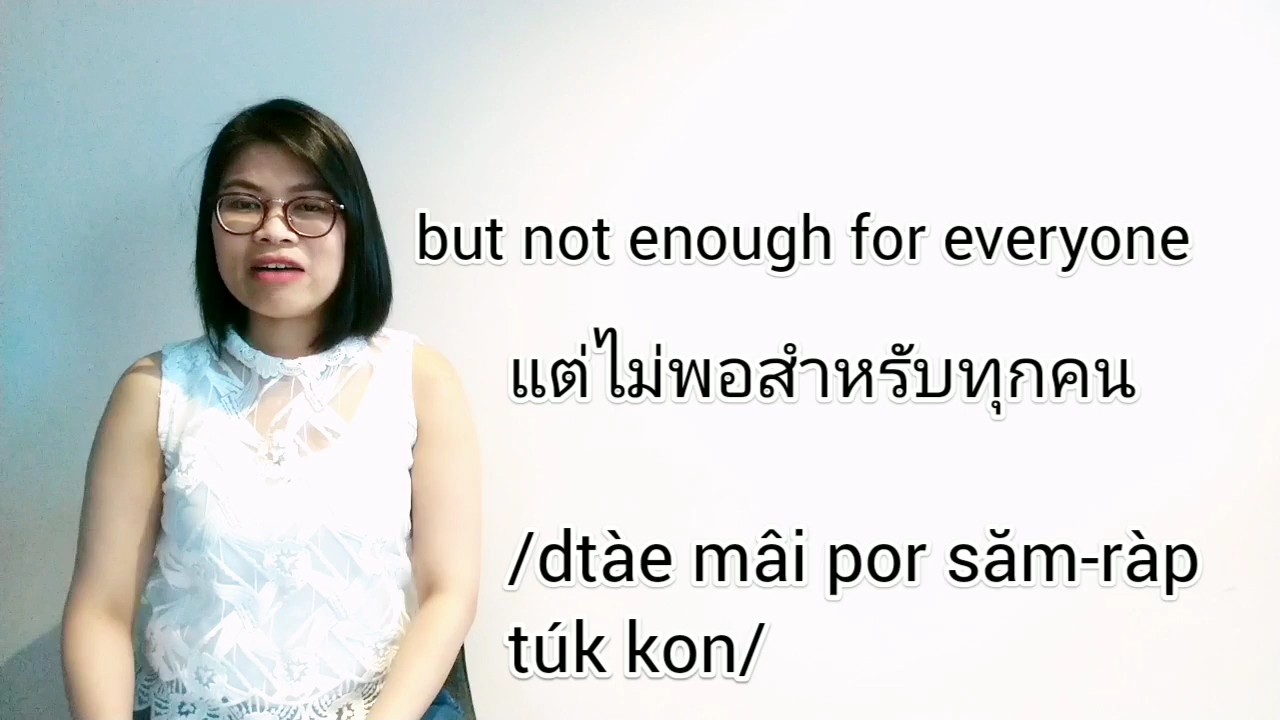 but not enough for everyone
แต่ไม่พอสำหรับทุกคน
/dtàe mâi por săm-ràp
túk kon/